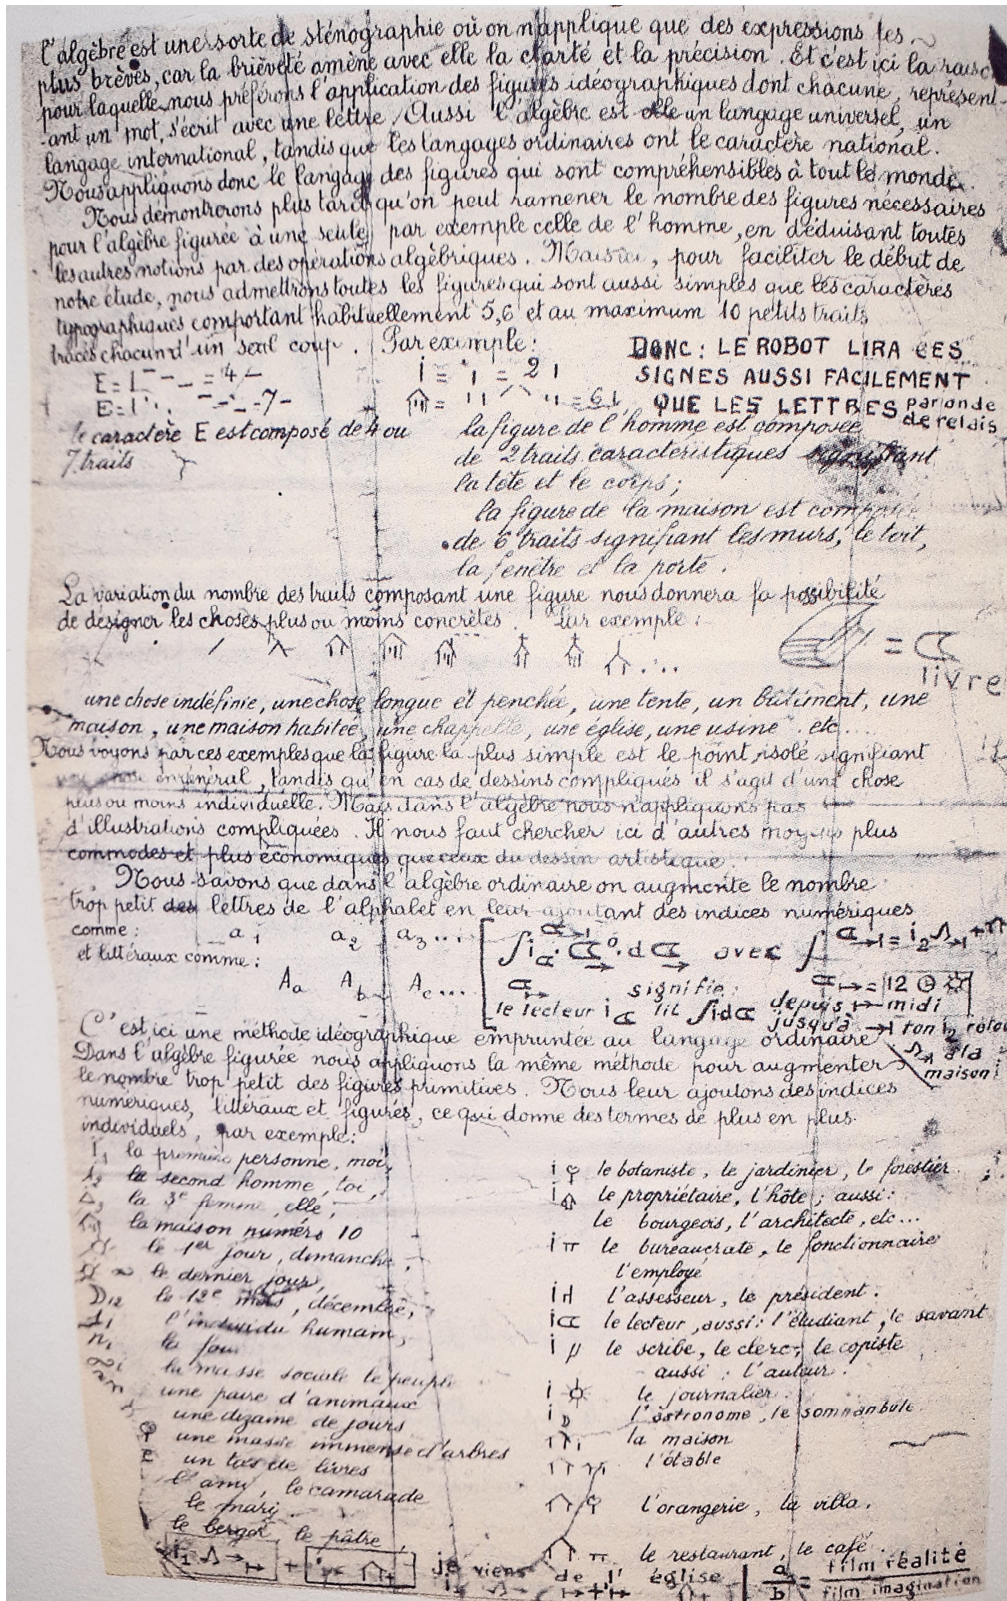 l'algèbre est une sorte de sténographie où on n'applique que des expressions les
plus brèves, car la brièveté amène avec elle la clarté et la précision. Et c'est ici la raison
pour laquelle nous préférons l'application des figures idéographiques dont chacune, représent-
-ant un mot, s'écrit avec une lettre. Aussi l'algèbre est un langage universel, un
langage international, tandis que les langages ordinaires ont le caractère national.
Nous appliquons donc le langage des figures qui sont compréhensibles à tout le monde.
Nous démontrerons plus tard qu'on peut ramener le nombre des figures nécessaires
pour l'algèbre figurée à une seule, par exemple celle de l'homme, en déduisant toutes
les autres notions par des opérations algébriques. Mais ici, pour faciliter le début de
notre étude, nous admettrons toutes les figures qui sont aussi simples que les caractères
typographiques comportant habituellement 5,6 et au maximum 10 petits traits
tracés chacun d'un seul coup. Par exemple:
DONC: LE ROBOT LIRA CES
SIGNES AUSSI FACILEMENT
QUE LES LETTRES par onde de relais
le caractère E est composé de 4 ou
7 traits
la figure de l'homme est composée
de 2 traits caractéristiques signifiant
la tête et le corps;
la figure de la maison est composée
de 6 traits signifiant les murs, le toit,
la fenêtre et la porte.
La variation du nombre des traits composant une figure nous donnera la possibilité
de désigner les choses plus ou moins concrètes. Par exemple:
= livre
une chose indéfinie, une chose longue et penchée, une tente, un bâtiment, une
maison, une maison habitée, une chappelle, une église, une usine etc....
Nous voyons par ces exemples que la figure la plus simple est le point isolé signifiant
en général, tandis qu'en cas de dessins compliqués il s'agit d'une chose
plus ou moins individuelle. Mais dans l'algèbre nous n'appliquons pas
d'illustrations compliquées. Il nous faut chercher ici d'autres moyens plus
commodes et plus économiques que ceux du dessin artistique.
Nous savons que dans l'algèbre ordinaire on augmente le nombre
trop petit des lettres de l'alphabet en leur ajoutant des indices numériques
comme: a1 a2 a3...
et littéraux comme:
Aa Ab Ac...
avec
signifie:
le lecteur lit depuis midi
jusqu'à
à la
maison
C'est ici une méthode idéographique empruntée au langage ordinaire
Dans l'algèbre figurée nous appliquons la même méthode pour augmenter
le nombre trop petit des figures primitives. Nous leur ajoutons des indices
numériques, littéraux et figurés, ce qui donne des termes de plus en plus
individuels, par exemple:
la première personne, moi,
le second homme, toi,
la 3e femme, elle,
la maison numéro 10
le 1er jour, dimanche,
le dernier jour,
D12 le 12e mois, décembre,
l'individu humain,
la masse sociale le peuple
une paire d'animaux
une dizaine de jours
une masse immense d'arbres
un tas de livres
l'ami, le camarade
le mari
le berger le pâtre,
le botaniste, le jardinier, le forestier
le propriétaire, l'hôte; aussi:
le bourgeois, l'architecte, etc...
le bureaucrate, le fonctionnaire
l'employé
l'assesseur, le président.
le lecteur, aussi: l'étudiant, le savant
le scribe, le clerc, le copiste
aussi: l'auteur.
le journalier
l'astronome, le somnanbule
la maison
l'étable
l'orangerie, la villa.
le restaurant, le café.
je viens de l'église
a/b = film réalité / film imagination